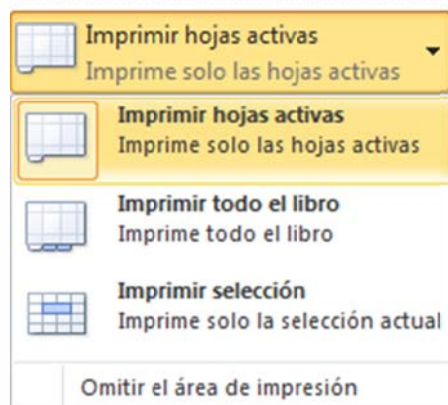 Imprimir hojas activas
Imprime solo las hojas activas
Imprimir hojas activas
Imprime solo las hojas activas
Imprimir todo el libro
Imprime todo el libro
Imprimir selección
Imprime solo la selección actual
Omitir el área de impresión